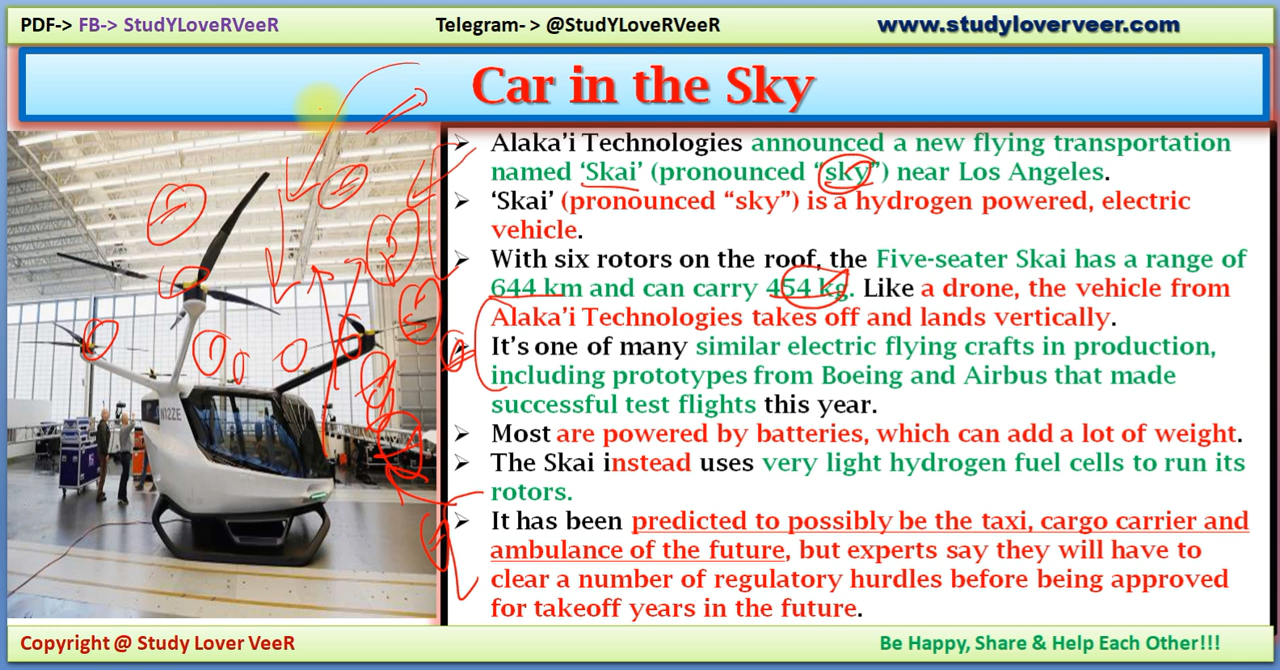 PDF-> FB-> StudYLoveRVeeR
Telegram- > @StudYLoveRVeeR
www.studyloverveer.com
Car in the Sky
N12ZE
➢ Alaka’i Technologies announced a new flying transportation
named ‘Skai’ (pronounced “sky”) near Los Angeles.
➢ ‘Skai’ (pronounced “sky”) is a hydrogen powered, electric
vehicle.
➢ With six rotors on the roof, the Five-seater Skai has a range of
644 km and can carry 454 kg. Like a drone, the vehicle from
Alaka’i Technologies takes off and lands vertically.
➢ It’s one of many similar electric flying crafts in production,
including prototypes from Boeing and Airbus that made
successful test flights this year.
➢ Most are powered by batteries, which can add a lot of weight.
➢ The Skai instead uses very light hydrogen fuel cells to run its
rotors.
➢ It has been predicted to possibly be the taxi, cargo carrier and
ambulance of the future, but experts say they will have to
clear a number of regulatory hurdles before being approved
for takeoff years in the future.
Copyright @ Study Lover VeeR
Be Happy, Share & Help Each Other!!!